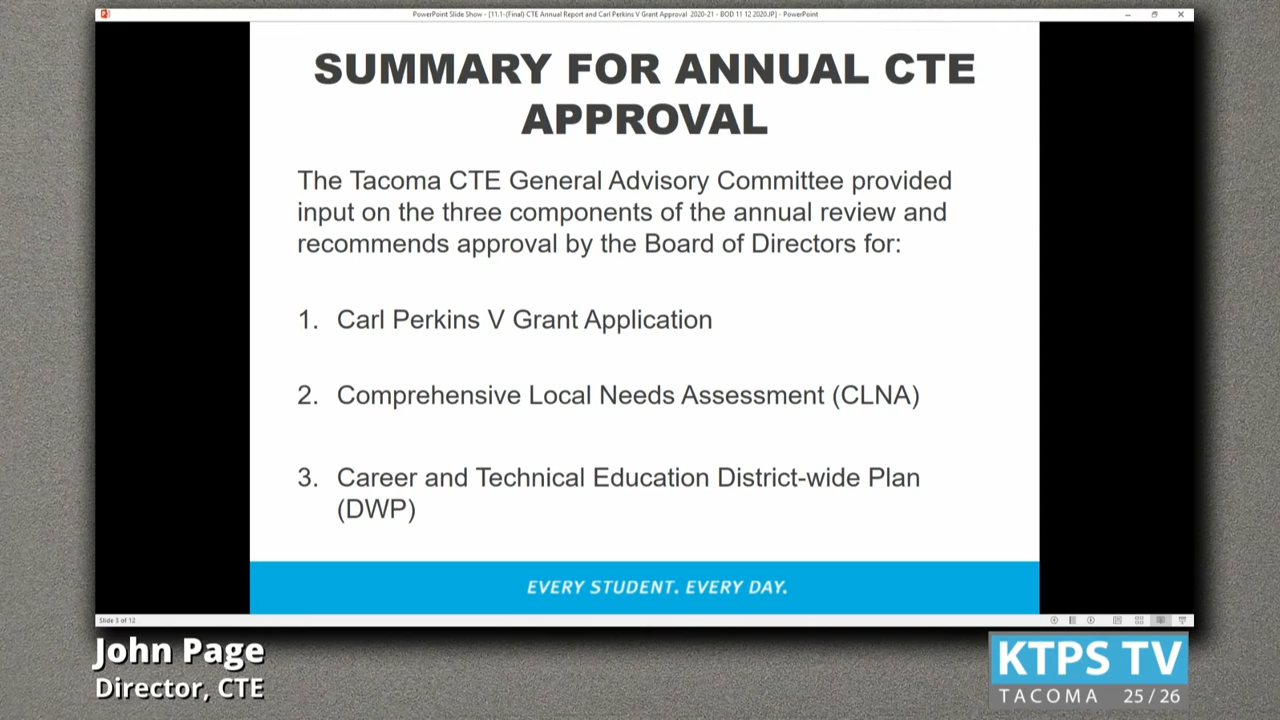 PowerPoint Slide Show - [11.1-(Final) CTE Annual Report and Carl Perkins V Grant Approval 2020-21 - BOD 11 12 2020.JP] - PowerPoint
SUMMARY FOR ANNUAL CTE
APPROVAL
The Tacoma CTE General Advisory Committee provided
input on the three components of the annual review and
recommends approval by the Board of Directors for:
1. Carl Perkins V Grant Application
2. Comprehensive Local Needs Assessment (CLNA)
3. Career and Technical Education District-wide Plan
(DWP)
EVERY STUDENT. EVERY DAY.
Slide 3 of 12
John Page
Director, CTE
KTPS TV
TACOMA 25/26